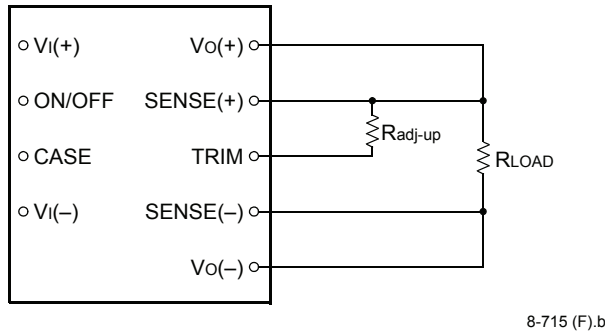 VI(+) VO(+)
ON/OFF SENSE(+)
Radj-up
CASE TRIM
RLOAD
VI(–) SENSE(–)
VO(–)
8-715 (F).b